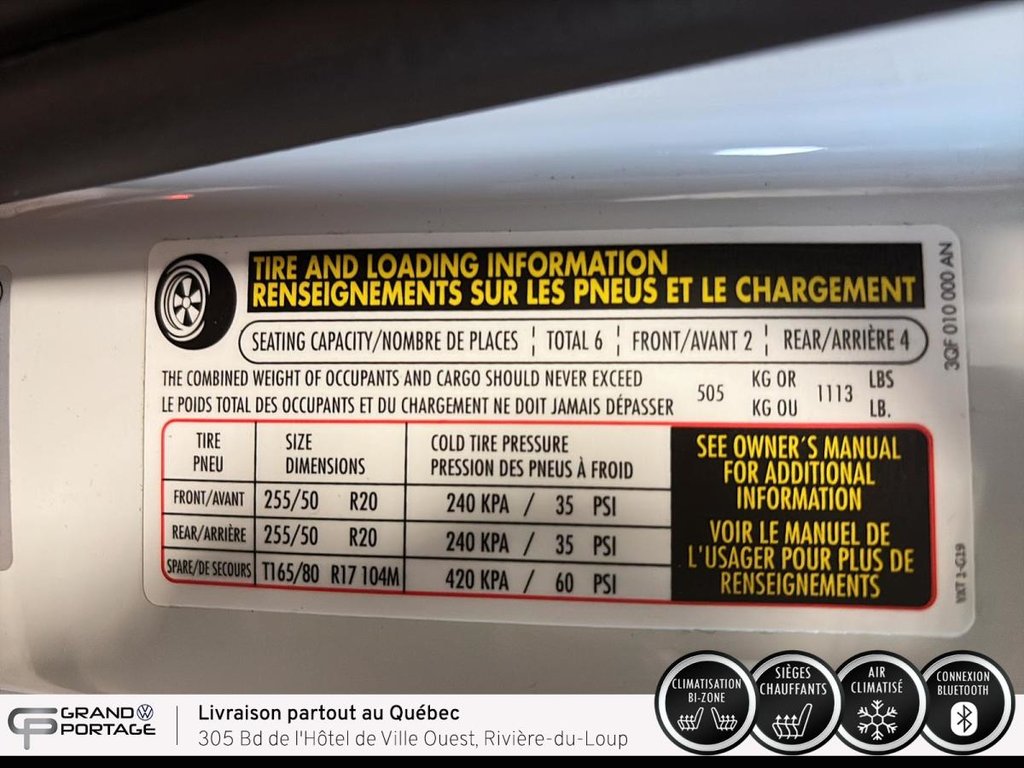 TIRE AND LOADING INFORMATION
RENSEIGNEMENTS SUR LES PNEUS ET LE CHARGEMENT
SEATING CAPACITY/NOMBRE DE PLACES ¦ TOTAL 6 ¦ FRONT/AVANT 2 ¦ REAR/ARRIÈRE 4
3QF 010 000 AN
THE COMBINED WEIGHT OF OCCUPANTS AND CARGO SHOULD NEVER EXCEED 505 KG OR 1113 LBS
LE POIDS TOTAL DES OCCUPANTS ET DU CHARGEMENT NE DOIT JAMAIS DÉPASSER KG OU LB.
TIRE SIZE COLD TIRE PRESSURE
PNEU DIMENSIONS PRESSION DES PNEUS À FROID
FRONT/AVANT 255/50 R20 240 KPA / 35 PSI
REAR/ARRIÈRE 255/50 R20 240 KPA / 35 PSI
SPARE/DE SECOURS T165/80 R17 104M 420 KPA / 60 PSI
SEE OWNER'S MANUAL
FOR ADDITIONAL
INFORMATION
VOIR LE MANUEL DE
L'USAGER POUR PLUS DE
RENSEIGNEMENTS
GRAND
PORTAGE
Livraison partout au Québec
305 Bd de l'Hôtel de Ville Ouest, Rivière-du-Loup
CLIMATISATION
BI-ZONE
SIÈGES
CHAUFFANTS
AIR
CLIMATISÉ
CONNEXION
BLUETOOTH